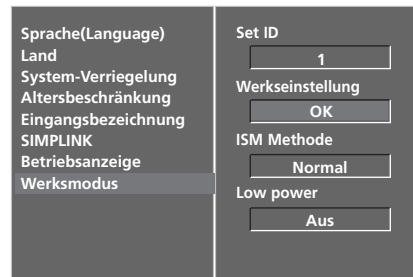 Sprache(Language)
Land
System-Verriegelung
Altersbeschränkung
Eingangsbezeichnung
SIMPLINK
Betriebsanzeige
Werksmodus
Set ID
1
Werkseinstellung
OK
ISM Methode
Normal
Low power
Aus